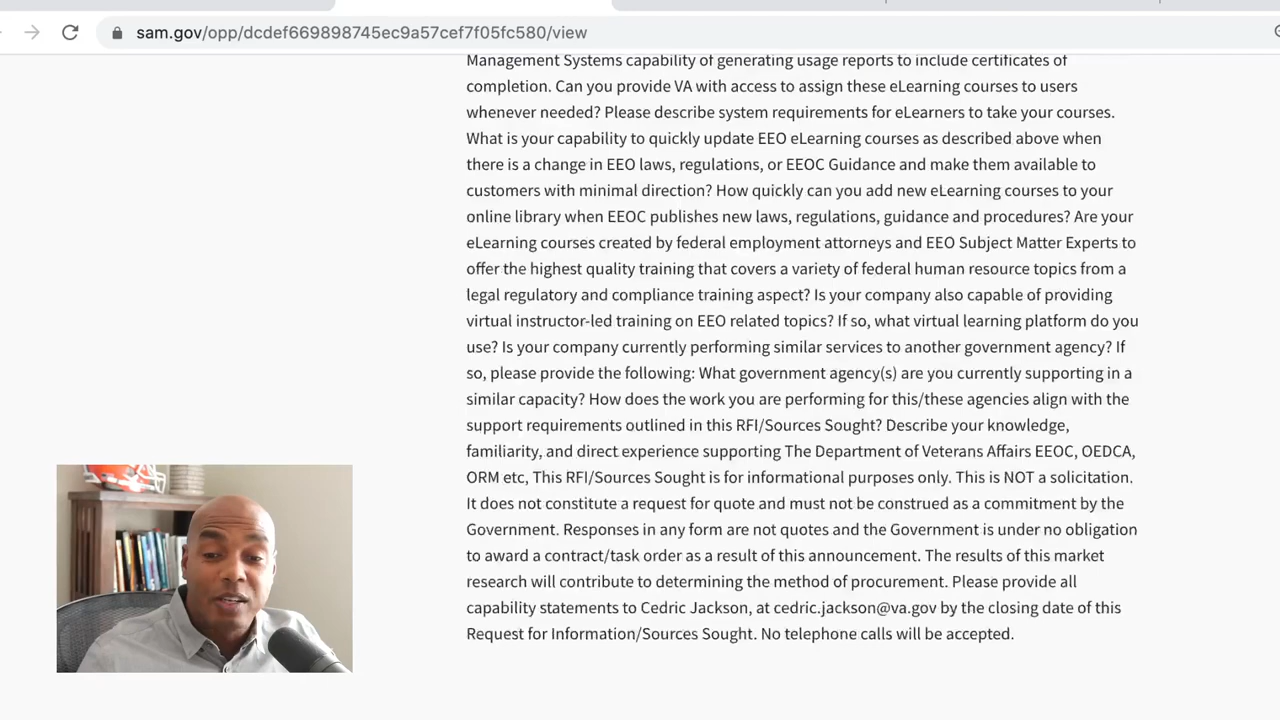 sam.gov/opp/dcdef669898745ec9a57cef7f05fc580/view
Management Systems capability of generating usage reports to include certificates of
completion. Can you provide VA with access to assign these eLearning courses to users
whenever needed? Please describe system requirements for eLearners to take your courses.
What is your capability to quickly update EEO eLearning courses as described above when
there is a change in EEO laws, regulations, or EEOC Guidance and make them available to
customers with minimal direction? How quickly can you add new eLearning courses to your
online library when EEOC publishes new laws, regulations, guidance and procedures? Are your
eLearning courses created by federal employment attorneys and EEO Subject Matter Experts to
offer the highest quality training that covers a variety of federal human resource topics from a
legal regulatory and compliance training aspect? Is your company also capable of providing
virtual instructor-led training on EEO related topics? If so, what virtual learning platform do you
use? Is your company currently performing similar services to another government agency? If
so, please provide the following: What government agency(s) are you currently supporting in a
similar capacity? How does the work you are performing for this/these agencies align with the
support requirements outlined in this RFI/Sources Sought? Describe your knowledge,
familiarity, and direct experience supporting The Department of Veterans Affairs EEOC, OEDCA,
ORM etc, This RFI/Sources Sought is for informational purposes only. This is NOT a solicitation.
It does not constitute a request for quote and must not be construed as a commitment by the
Government. Responses in any form are not quotes and the Government is under no obligation
to award a contract/task order as a result of this announcement. The results of this market
research will contribute to determining the method of procurement. Please provide all
capability statements to Cedric Jackson, at cedric.jackson@va.gov by the closing date of this
Request for Information/Sources Sought. No telephone calls will be accepted.